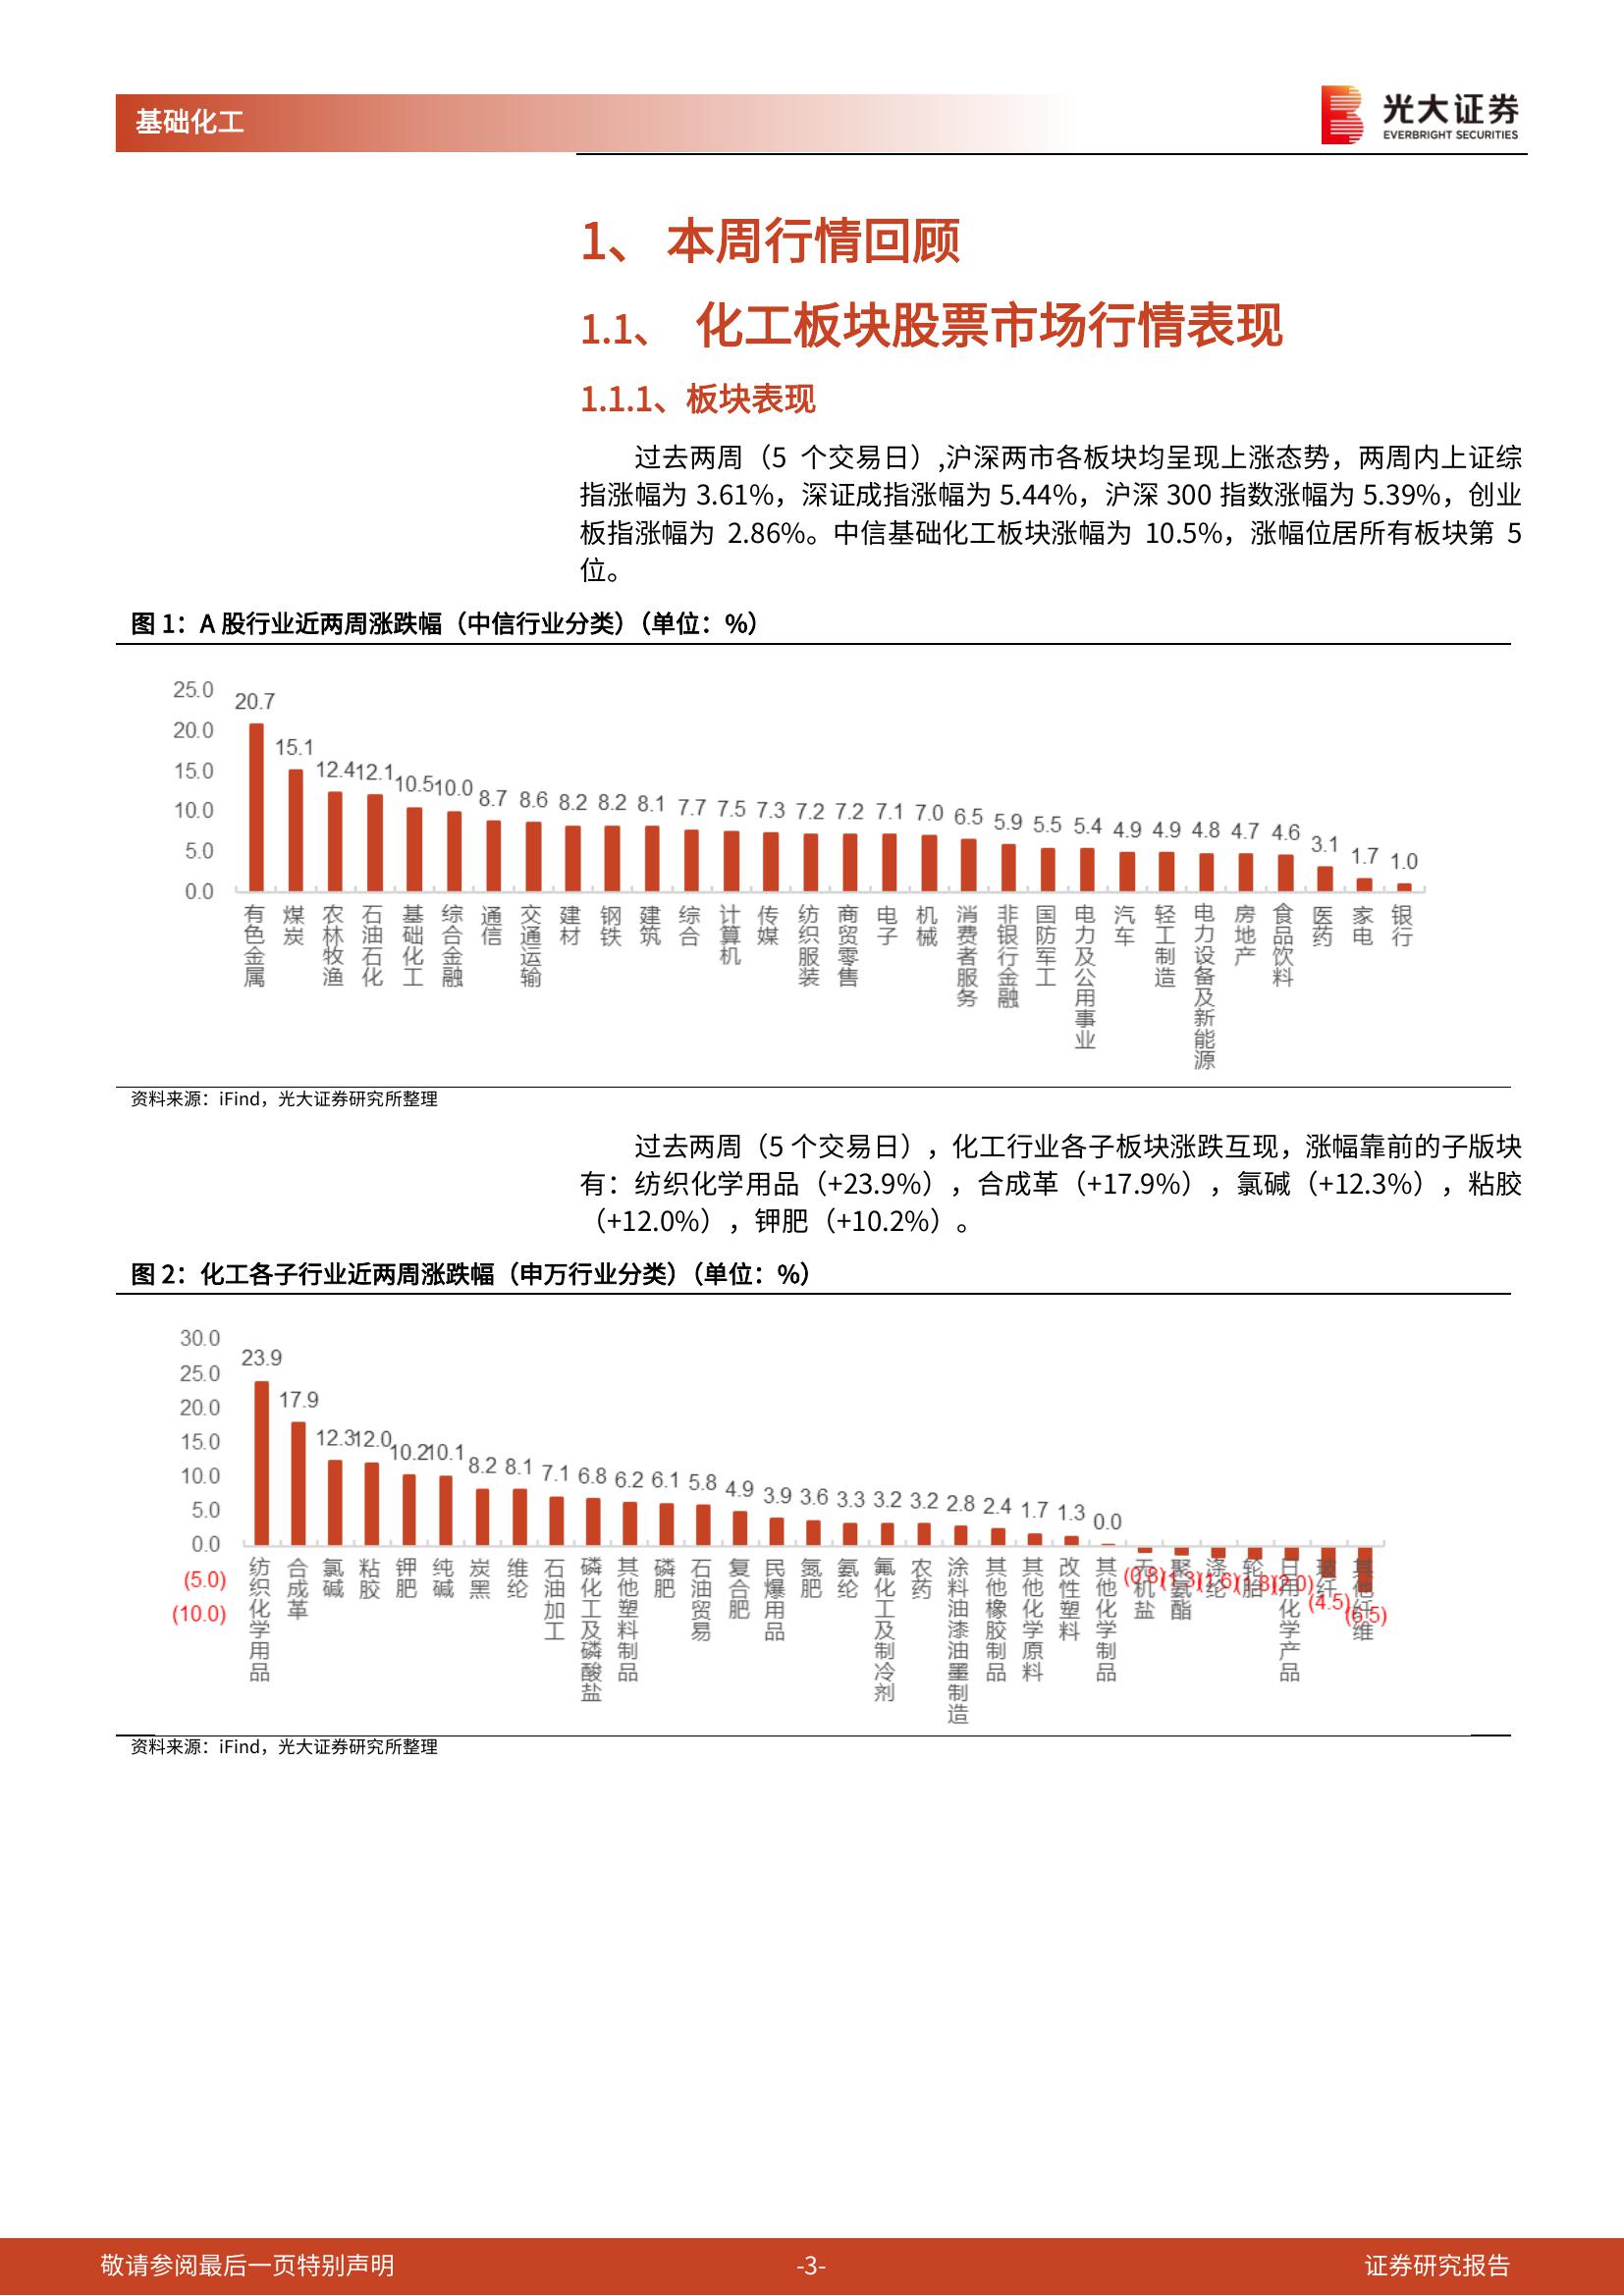 基础化工
光大证券
EVERBRIGHT SECURITIES
1、 本周行情回顾
1.1、 化工板块股票市场行情表现
1.1.1、板块表现
过去两周（5 个交易日）,沪深两市各板块均呈现上涨态势，两周内上证综
指涨幅为 3.61%，深证成指涨幅为 5.44%，沪深 300 指数涨幅为 5.39%，创业
板指涨幅为 2.86%。中信基础化工板块涨幅为 10.5%，涨幅位居所有板块第 5
位。
图 1：A 股行业近两周涨跌幅（中信行业分类）（单位：%）
25.0
20.0
15.0
10.0
5.0
0.0
20.7 15.1 12.4 12.1 10.5 10.0 8.7 8.6 8.2 8.2 8.1 7.7 7.5 7.3 7.2 7.2 7.1 7.0 6.5 5.9 5.5 5.4 4.9 4.9 4.8 4.7 4.6 3.1 1.7 1.0
有色金属
煤炭
农林牧渔
石油石化
基础化工
综合金融
通信
交通运输
建材
钢铁
建筑
综合
计算机
传媒
纺织服装
商贸零售
电子
机械
消费者服务
非银行金融
国防军工
电力及公用事业
汽车
轻工制造
电力设备及新能源
房地产
食品饮料
医药
家电
银行
资料来源：iFind，光大证券研究所整理
过去两周（5 个交易日），化工行业各子板块涨跌互现，涨幅靠前的子版块
有：纺织化学用品（+23.9%），合成革（+17.9%），氯碱（+12.3%），粘胶
（+12.0%），钾肥（+10.2%）。
图 2：化工各子行业近两周涨跌幅（申万行业分类）（单位：%）
30.0
25.0
20.0
15.0
10.0
5.0
0.0
(5.0)
(10.0)
23.9 17.9 12.3 12.0 10.2 10.1 8.2 8.1 7.1 6.8 6.2 6.1 5.8 4.9 3.9 3.6 3.3 3.2 3.2 2.8 2.4 1.7 1.3 0.0 (0.8) (1.3) (1.6) (1.8) (2.0) (4.5) (6.5)
纺织化学用品
合成革
氯碱
粘胶
钾肥
纯碱
炭黑
维纶
石油加工
磷化工及磷酸盐
其他塑料制品
磷肥
石油贸易
复合肥
民爆用品
氮肥
氨纶
氟化工及制冷剂
农药
涂料油漆油墨制造
其他橡胶制品
其他化学原料
改性塑料
其他化学制品
无机盐
聚氨酯
涤纶
轮胎
日用化学产品
玻纤
其他纤维
资料来源：iFind，光大证券研究所整理
敬请参阅最后一页特别声明
-3-
证券研究报告